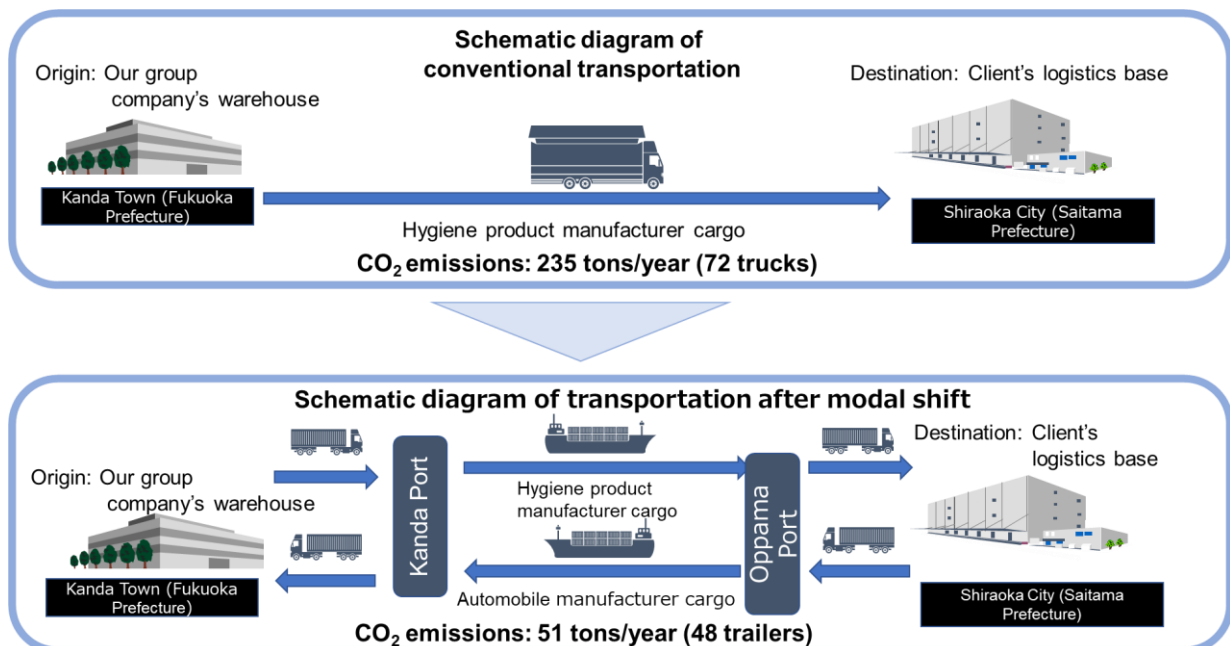 Schematic diagram of
conventional transportation
Origin: Our group
company's warehouse
Destination: Client's logistics base
Kanda Town (Fukuoka
Prefecture)
Shiraoka City (Saitama
Prefecture)
Hygiene product manufacturer cargo
CO₂ emissions: 235 tons/year (72 trucks)
Schematic diagram of transportation after modal shift
Origin: Our group
company's warehouse
Destination: Client's
logistics base
Kanda Port
Hygiene product
manufacturer cargo
Oppama
Port
Kanda Town (Fukuoka
Prefecture)
Automobile manufacturer cargo
Shiraoka City (Saitama
Prefecture)
CO₂ emissions: 51 tons/year (48 trailers)